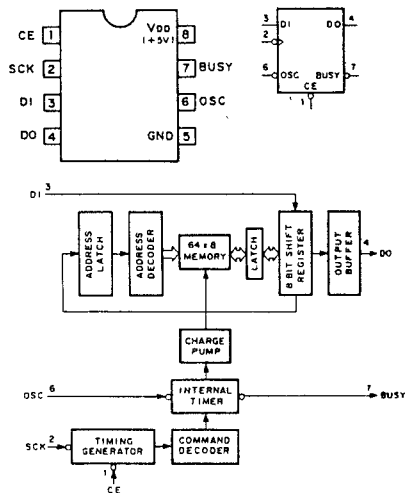 CE 1
SCK 2
DI 3
DO 4
VDD 8
(+5V)
7 BUSY
6 OSC
GND 5
3 DI DO 4
2
6 OSC BUSY 7
CE
1
DI 3
ADDRESS
LATCH
ADDRESS
DECODER
64 x 8
MEMORY
LATCH
8 BIT SHIFT
REGISTER
OUTPUT
BUFFER
4
DO
CHARGE
PUMP
OSC 6
INTERNAL
TIMER
7
BUSY
SCK 2
TIMING
GENERATOR
COMMAND
DECODER
1
CE